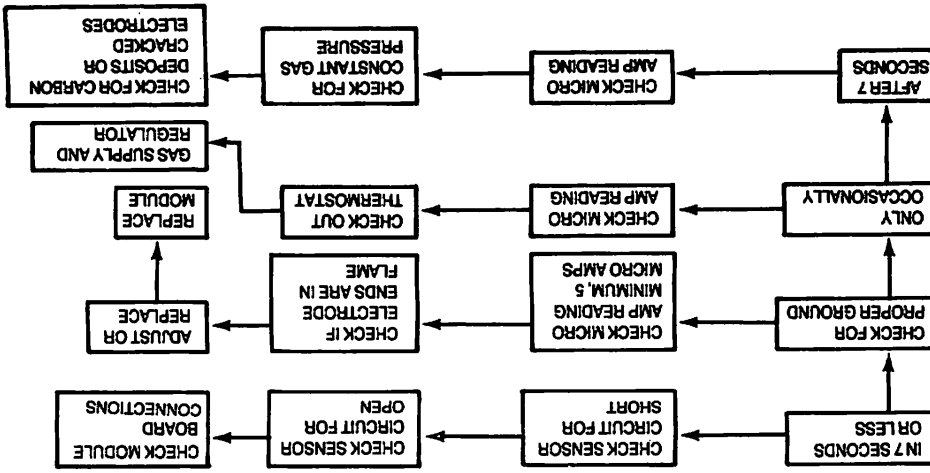 IN 7 SECONDS
OR LESS
CHECK SENSOR
CIRCUIT FOR
SHORT
CHECK SENSOR
CIRCUIT FOR
OPEN
CHECK MODULE
BOARD
CONNECTIONS
CHECK FOR
PROPER GROUND
CHECK MICRO
AMP READING
MINIMUM, 5
MICRO AMPS
CHECK IF
ELECTRODE
ENDS ARE IN
FLAME
ADJUST OR
REPLACE
REPLACE
MODULE
ONLY
OCCASIONALLY
CHECK MICRO
AMP READING
CHECK OUT
THERMOSTAT
GAS SUPPLY AND
REGULATOR
AFTER 7
SECONDS
CHECK MICRO
AMP READING
CHECK FOR
CONSTANT GAS
PRESSURE
CHECK FOR CARBON
DEPOSITS OR
CRACKED
ELECTRODES